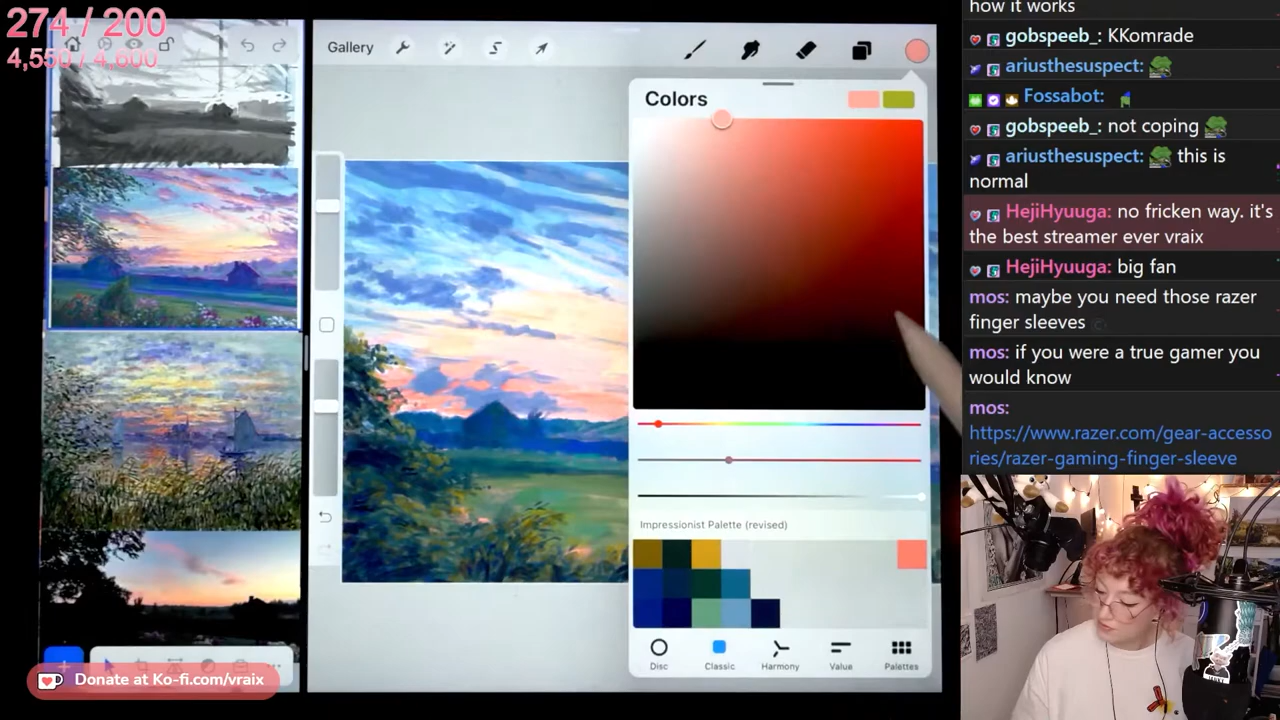 274 / 200
4,550 / 4,600
Gallery
Colors
Impressionist Palette (revised)
Disc
Classic
Harmony
Value
Palettes
Donate at Ko-fi.com/vraix
how it works
gobspeeb_: KKomrade
ariusthesuspect:
Fossabot:
gobspeeb_: not coping
ariusthesuspect: this is
normal
HejiHyuuga: no fricken way. it's
the best streamer ever vraix
HejiHyuuga: big fan
mos: maybe you need those razer
finger sleeves
mos: if you were a true gamer you
would know
mos:
https://www.razer.com/gear-accesso
ries/razer-gaming-finger-sleeve